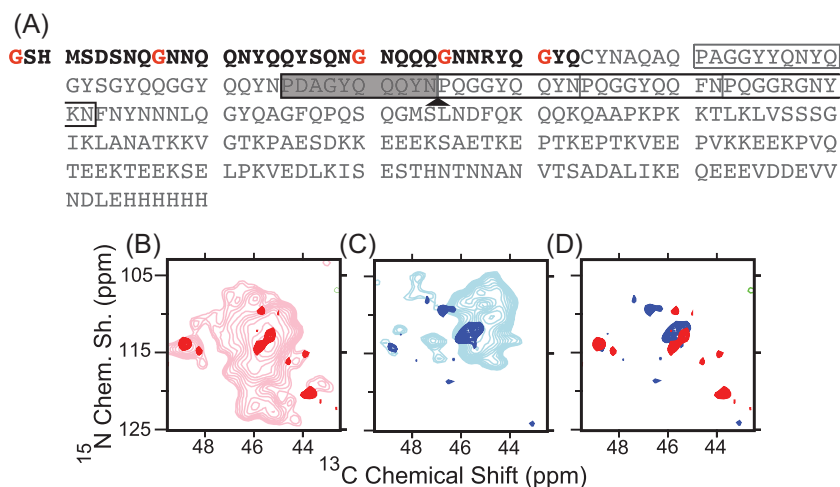 (A)
GSH MSDSNQGNNQ QNYQQYSQNG NQQQGNNRYQ GYQCYNAQAQ PAGGYYQNYQ
GYSGYQQGGY QQYNPDAGYQ QQYNPQGGYQ QYNPQGGYQQ FNPQGGRGNY
KNFNYNNNLQ GYQAGFQPQS QGMSLNDFQK QQKQAAPKPK KTLKLVSSSG
IKLANATKKV GTKPAESDKK EEEKSAETKE PTKEPTKVEE PVKKEEKPVQ
TEEKTEEKSE LPKVEDLKIS ESTHNTNNAN VTSADALIKE QEEEVDDEVV
NDLEHHHHHH
(B) (C) (D)
105
115
125
15N Chem. Sh. (ppm)
48 46 44 48 46 44 48 46 44
13C Chemical Shift (ppm)